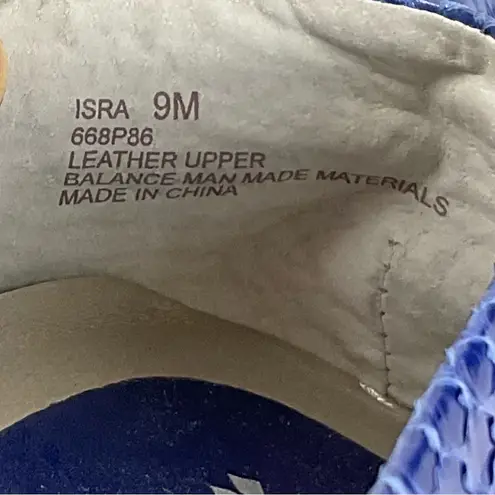 ISRA 9M
668P86
LEATHER UPPER
BALANCE MAN MADE MATERIALS
MADE IN CHINA